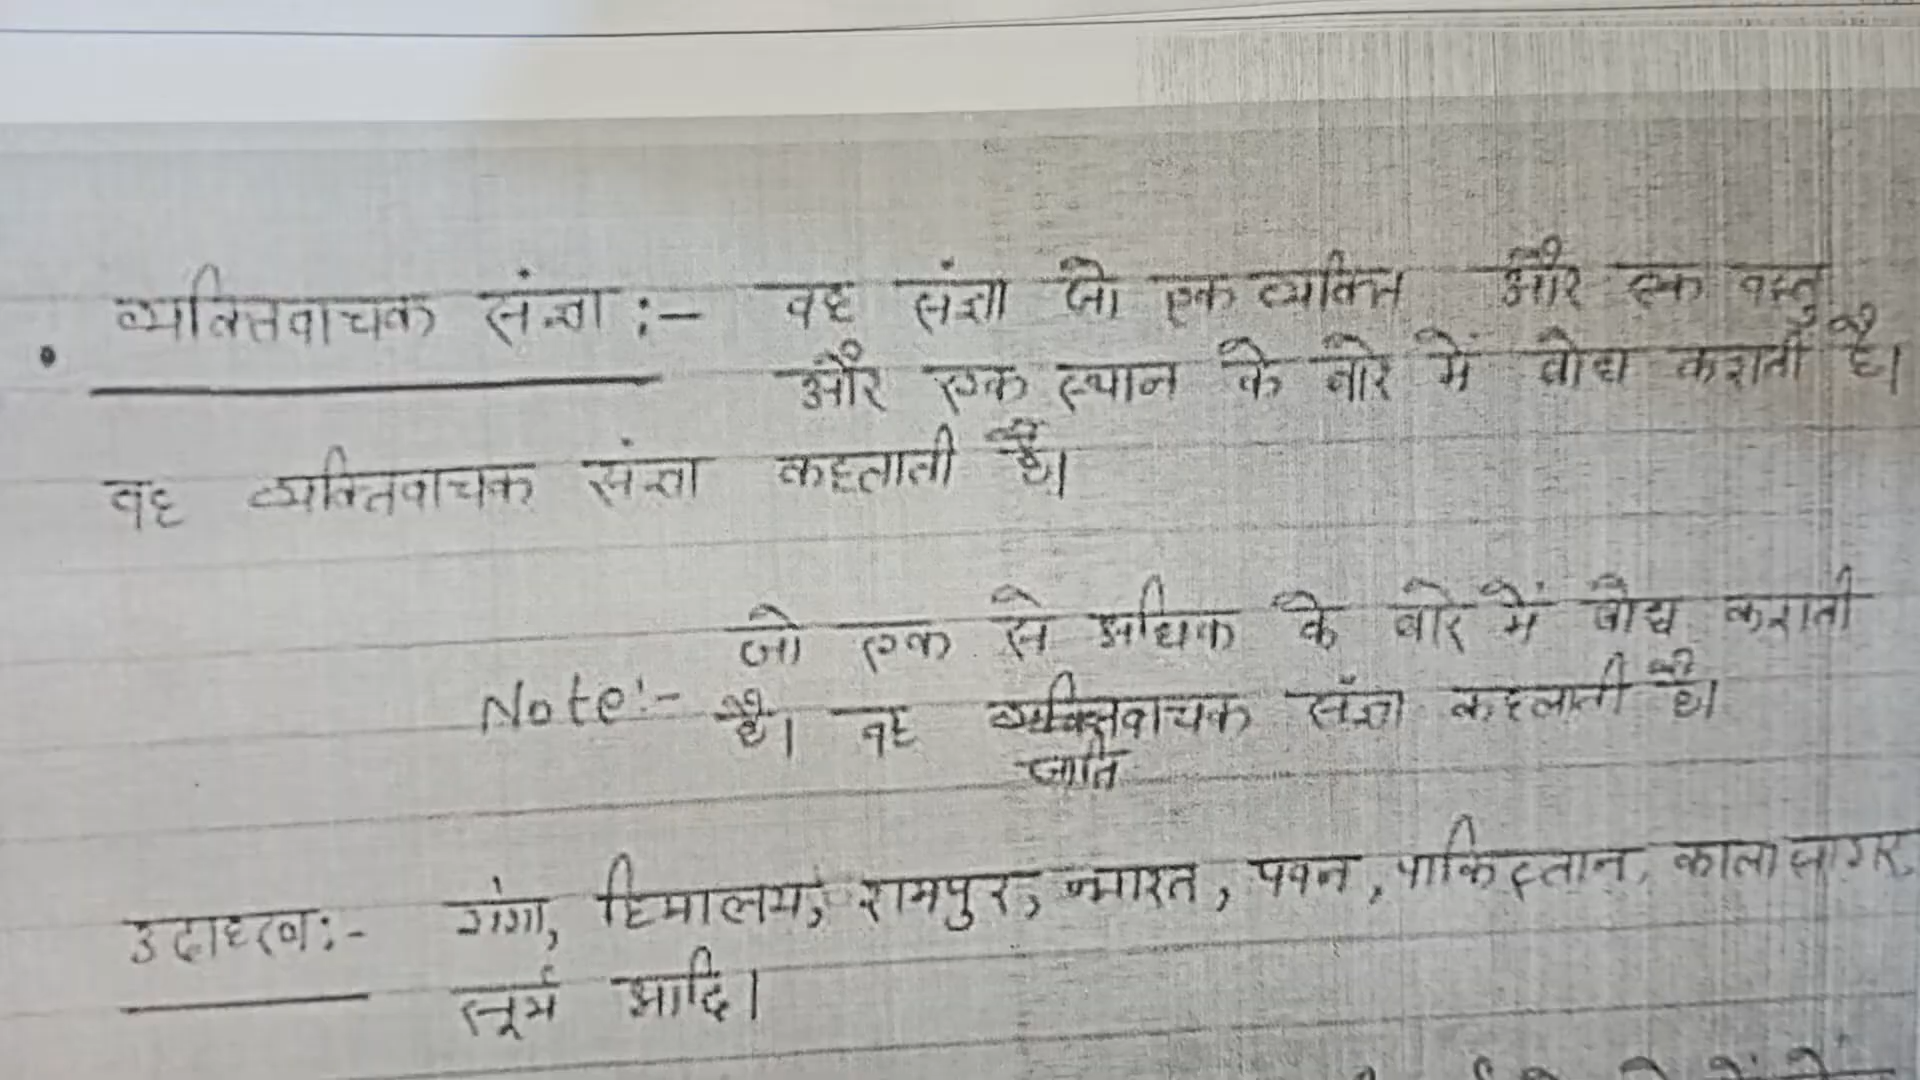 व्यक्तिवाचक संज्ञा :- वह संज्ञा जो एक व्यक्ति और एक वस्तु
और एक स्थान के बारे में बोध कराती है।
वह व्यक्तिवाचक संज्ञा कहलाती है।
जो एक से अधिक के बारे में बोध कराती
Note :- है। वह व्यक्तिवाचक संज्ञा कहलाती है।
जाति
उदाहरण :- गंगा, हिमालय, रामपुर, भारत, पवन, पाकिस्तान, काला सागर,
सूर्य आदि।